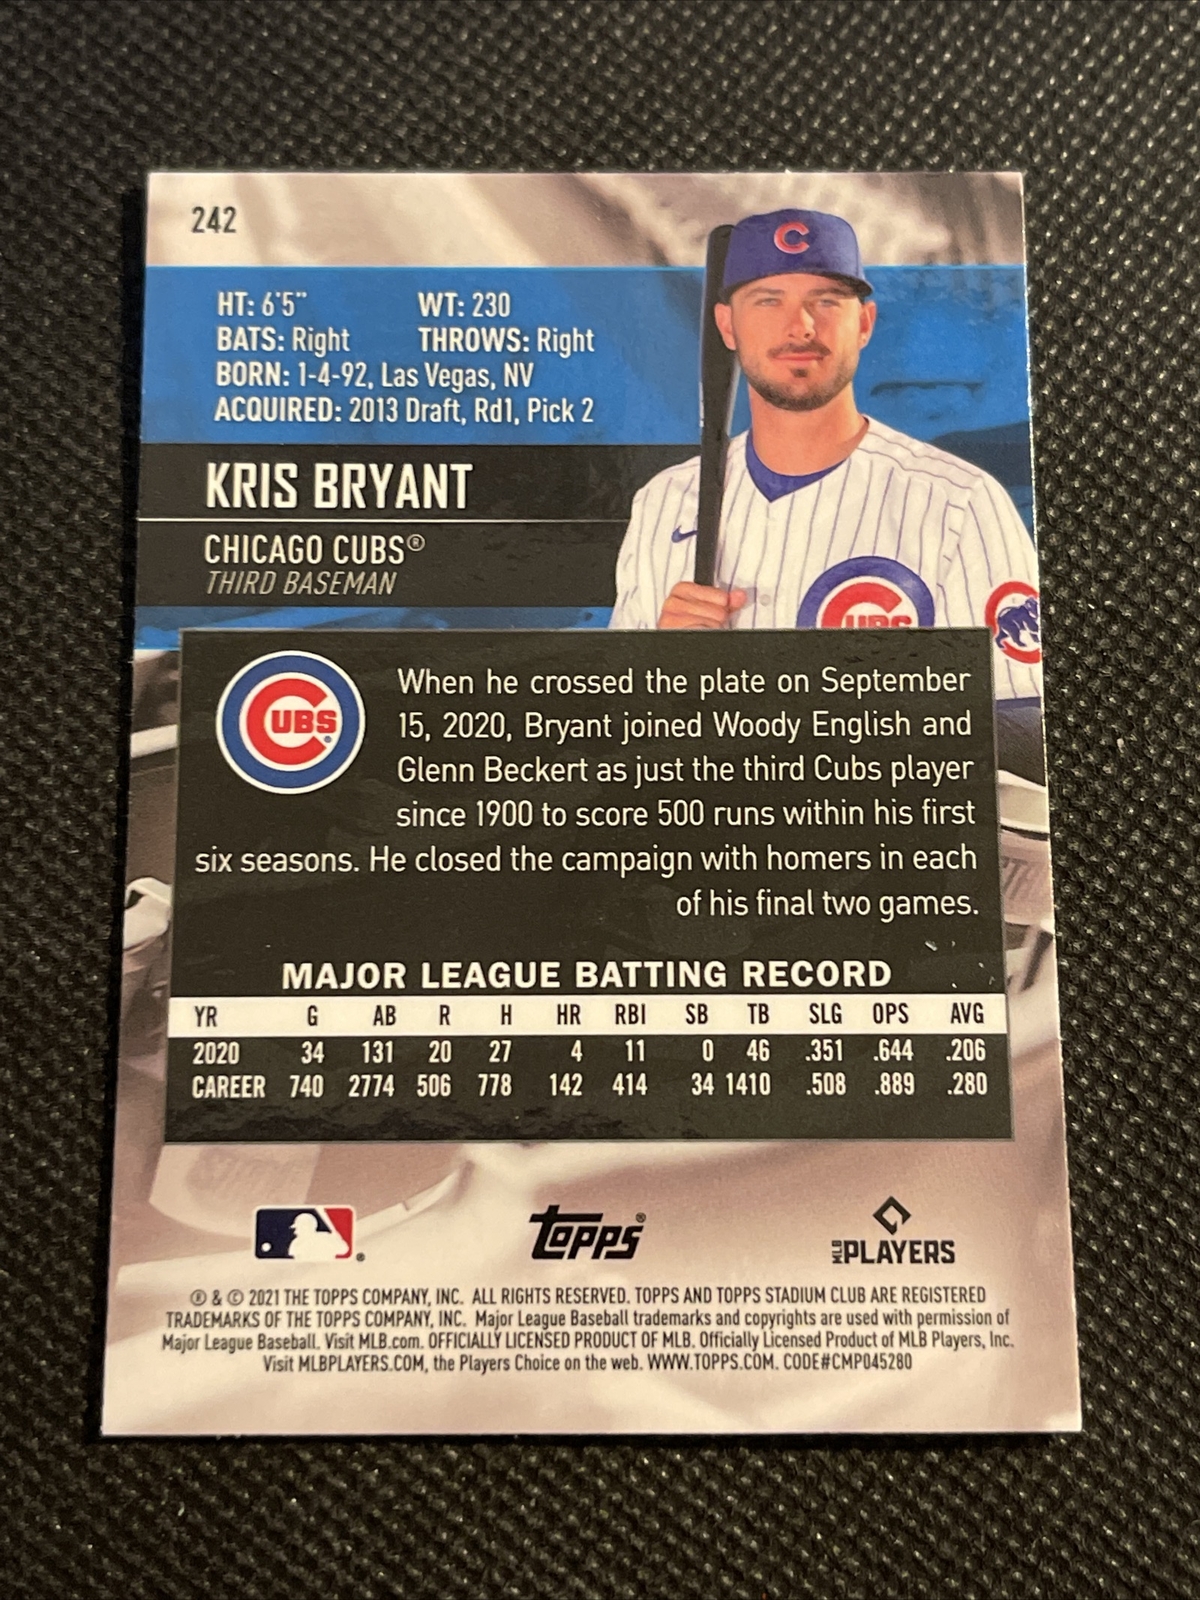 242
HT: 6'5" WT: 230
BATS: Right THROWS: Right
BORN: 1-4-92, Las Vegas, NV
ACQUIRED: 2013 Draft, Rd1, Pick 2
KRIS BRYANT
CHICAGO CUBS®
THIRD BASEMAN
C
UBS
CUBS®
When he crossed the plate on September
15, 2020, Bryant joined Woody English and
Glenn Beckert as just the third Cubs player
since 1900 to score 500 runs within his first
six seasons. He closed the campaign with homers in each
of his final two games.
MAJOR LEAGUE BATTING RECORD
YR G AB R H HR RBI SB TB SLG OPS AVG
2020 34 131 20 27 4 11 0 46 .351 .644 .206
CAREER 740 2774 506 778 142 414 34 1410 .508 .889 .280
® topps® MLB PLAYERS
® & © 2021 THE TOPPS COMPANY, INC. ALL RIGHTS RESERVED. TOPPS AND TOPPS STADIUM CLUB ARE REGISTERED
TRADEMARKS OF THE TOPPS COMPANY, INC. Major League Baseball trademarks and copyrights are used with permission of
Major League Baseball. Visit MLB.com. OFFICIALLY LICENSED PRODUCT OF MLB. Officially Licensed Product of MLB Players, Inc.
Visit MLBPLAYERS.COM, the Players Choice on the web. WWW.TOPPS.COM. CODE#CMP045280